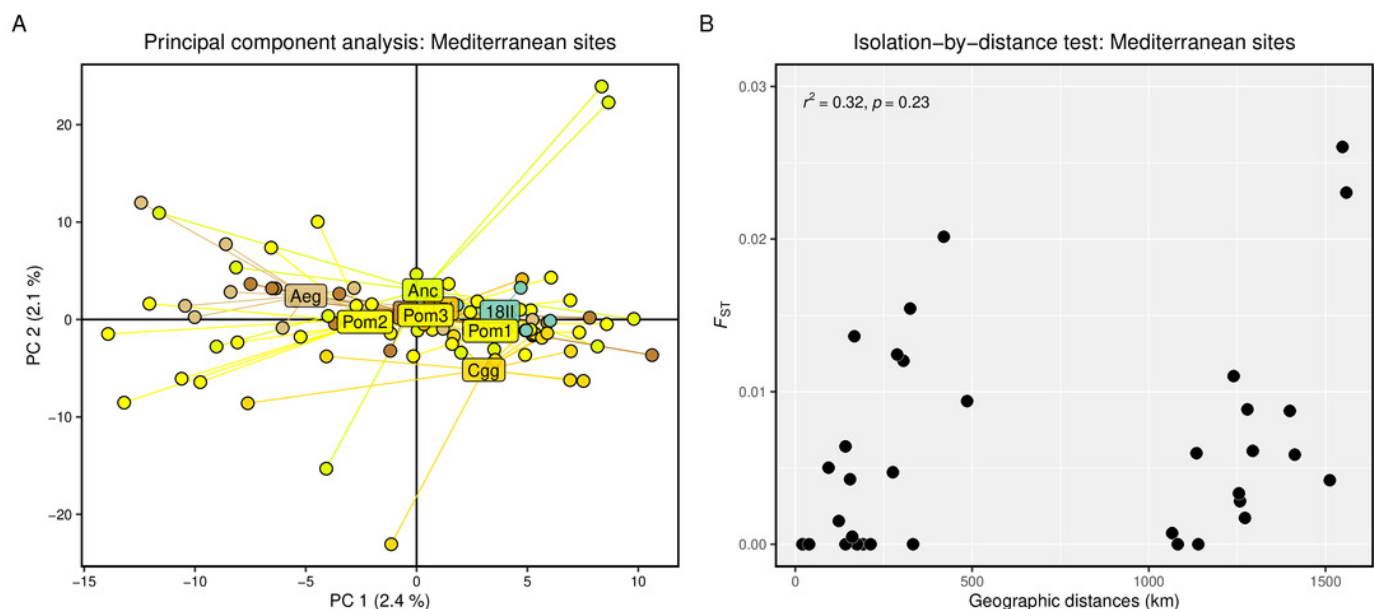 A
Principal component analysis: Mediterranean sites
20
10
0
−10
−20
PC 2 (2.1 %)
Anc
Aeg
18II
Pom3
Pom2
Pom1
Cgg
−15
−10
−5
0
5
10
PC 1 (2.4 %)
B
Isolation−by−distance test: Mediterranean sites
r² = 0.32, p = 0.23
0.03
0.02
0.01
0.00
FST
0
500
1000
1500
Geographic distances (km)